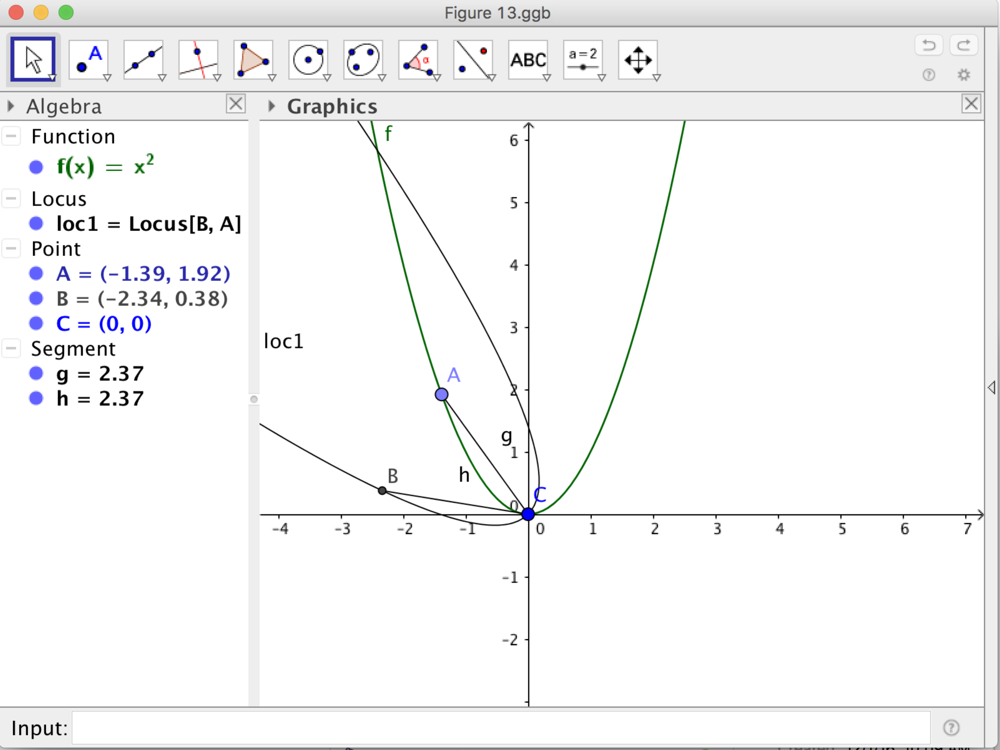 Figure 13.ggb
A
α
ABC
a = 2
Algebra
Graphics
Function
f(x) = x²
Locus
loc1 = Locus[B, A]
Point
A = (−1.39, 1.92)
B = (−2.34, 0.38)
C = (0, 0)
Segment
g = 2.37
h = 2.37
f
6
5
4
3
loc1
A
2
g
1
h
B
C
0
−4 −3 −2 −1 0 1 2 3 4 5 6 7
−1
−2
Input: